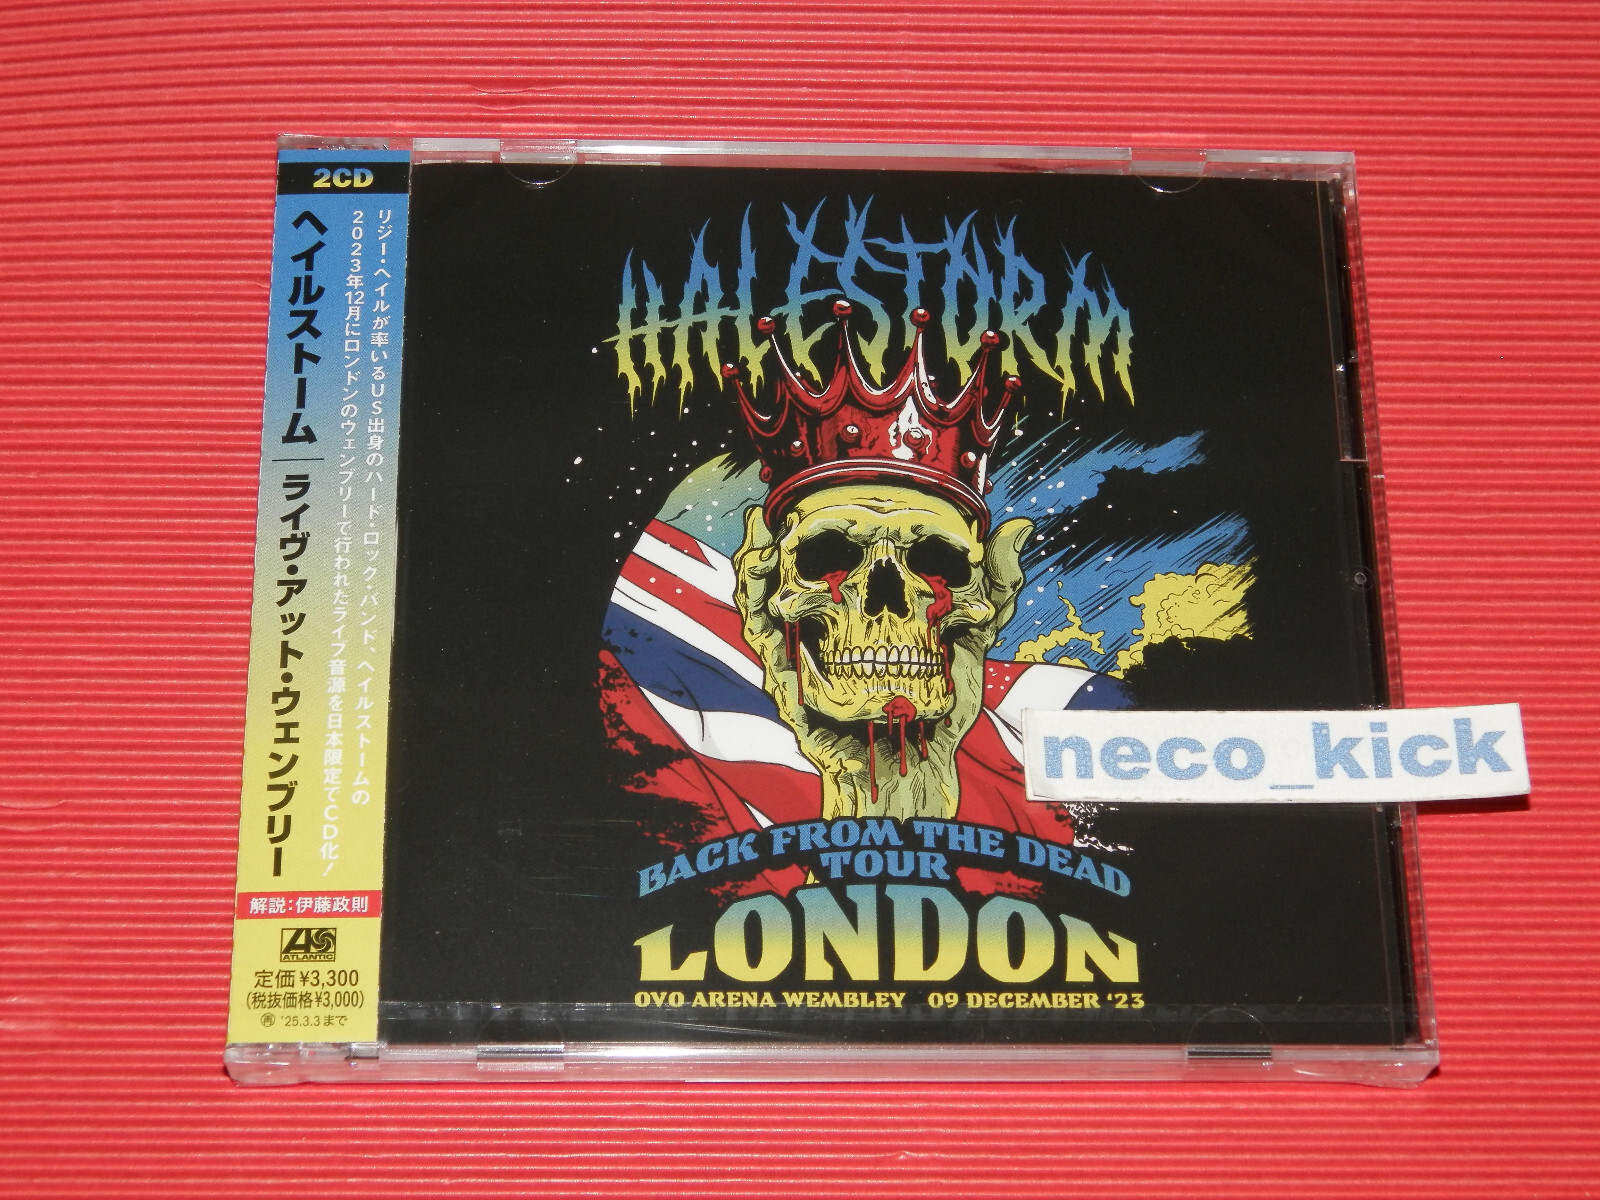 2CD
リジー・ヘイルが率いるUS出身のハード・ロック・バンド、ヘイルストームの
2023年12月にロンドンのウェンブリーで行われたライブ音源を日本限定でCD化!
ヘイルストーム ライヴ・アット・ウェンブリー
解説:伊藤政則
ATLANTIC
定価¥3,300
(税抜価格¥3,000)
再 '25.3.3まで
HALESTORM
BACK FROM THE DEAD
TOUR
LONDON
OVO ARENA WEMBLEY 09 DECEMBER '23
neco_kick